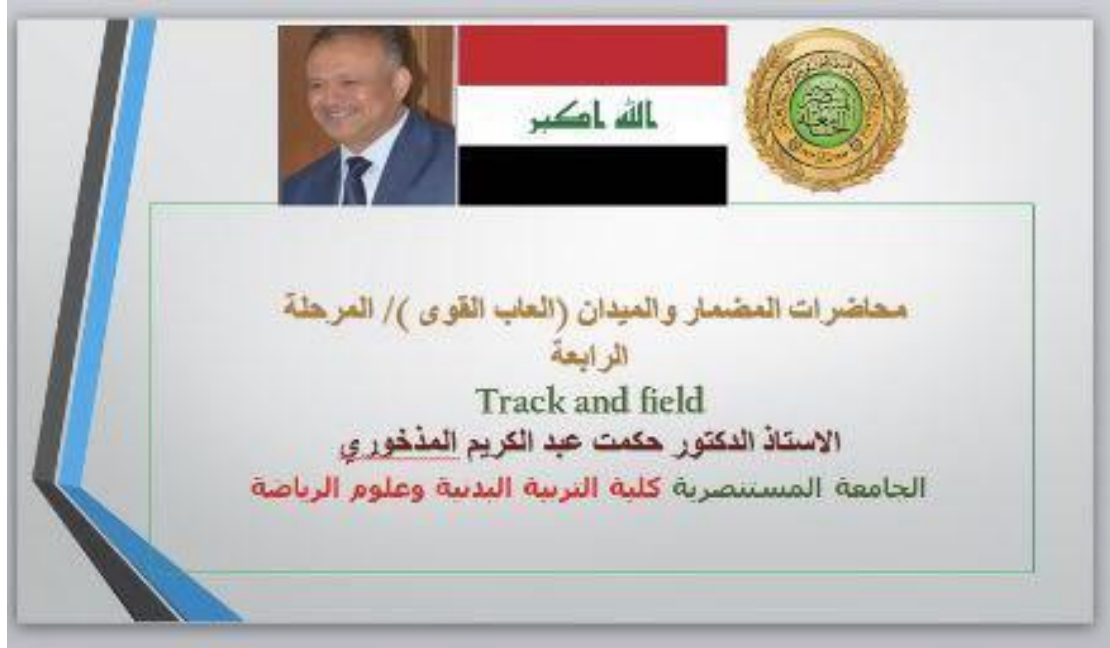 الله اكبر
محاضرات المضمار والميدان (العاب القوى )/ المرحلة
الرابعة
Track and field
الاستاذ الدكتور حكمت عبد الكريم المذخوري
الجامعة المستنصرية كلية التربية البدنية وعلوم الرياضة